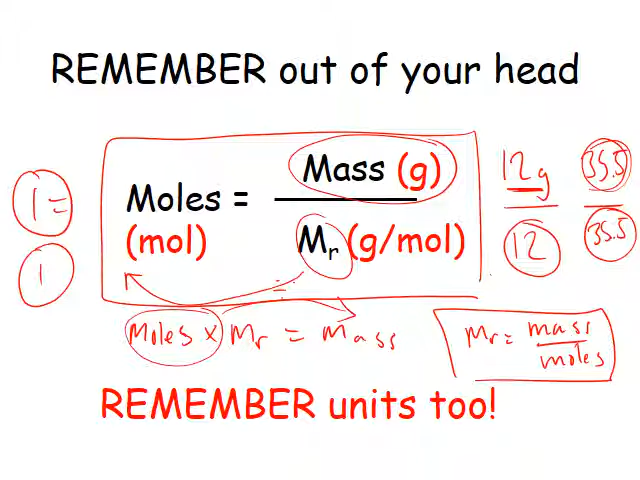 REMEMBER out of your head
Moles = Mass (g)
(mol) Mr (g/mol)
1 =
1
12g
12
35.5
35.5
Moles x Mr = Mass
Mr = mass
moles
REMEMBER units too!